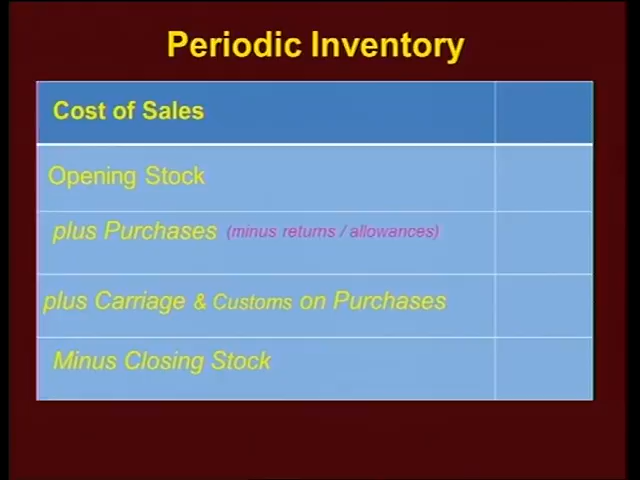 Periodic Inventory
Cost of Sales
Opening Stock
plus Purchases (minus returns / allowances)
plus Carriage & Customs on Purchases
Minus Closing Stock